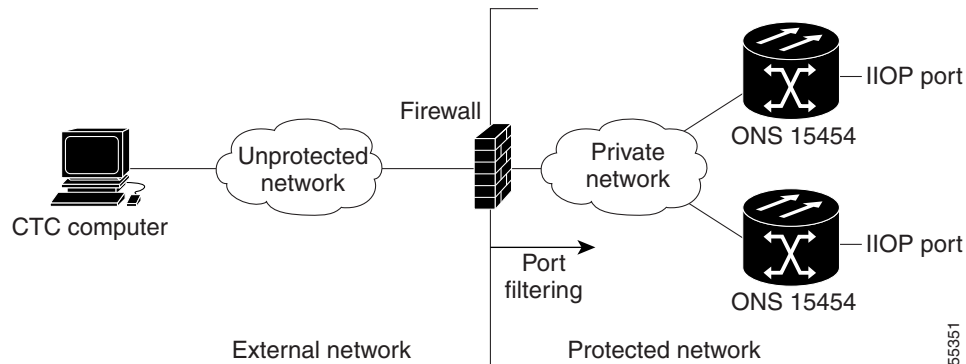 IIOP port
Firewall
ONS 15454
Unprotected
network
Private
network
CTC computer
IIOP port
Port
filtering
ONS 15454
External network
Protected network
55351